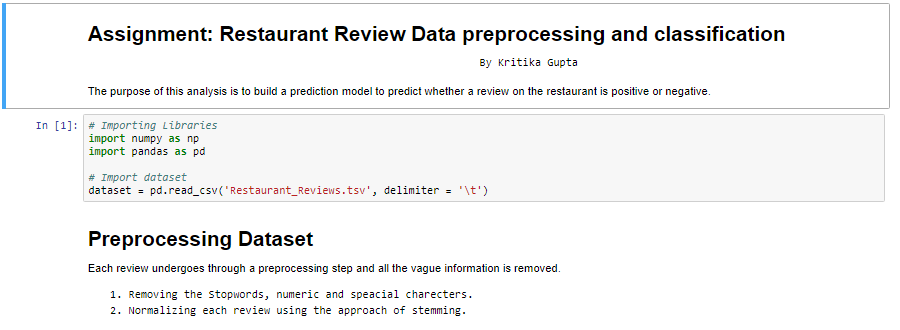 Assignment: Restaurant Review Data preprocessing and classification
By Kritika Gupta
The purpose of this analysis is to build a prediction model to predict whether a review on the restaurant is positive or negative.
In [1]: # Importing Libraries
import numpy as np
import pandas as pd
# Import dataset
dataset = pd.read_csv('Restaurant_Reviews.tsv', delimiter = '\t')
Preprocessing Dataset
Each review undergoes through a preprocessing step and all the vague information is removed.
1. Removing the Stopwords, numeric and speacial charecters.
2. Normalizing each review using the approach of stemming.